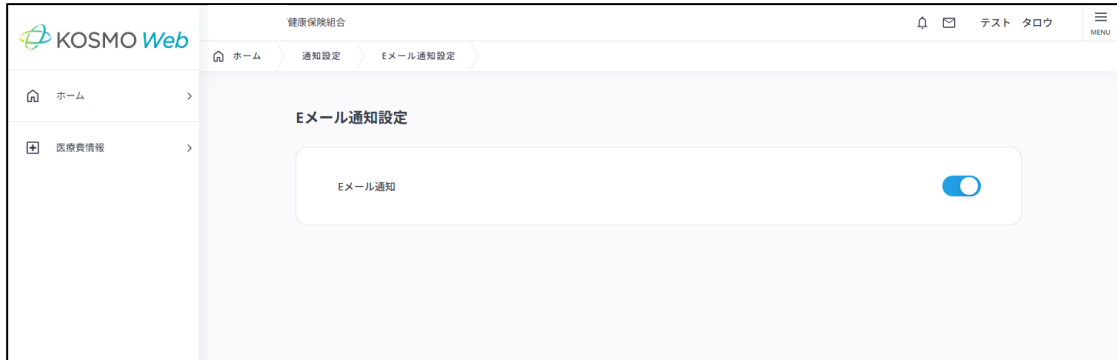 KOSMO Web
健康保険組合
テスト タロウ
MENU
ホーム
通知設定
Eメール通知設定
ホーム
医療費情報
Eメール通知設定
Eメール通知